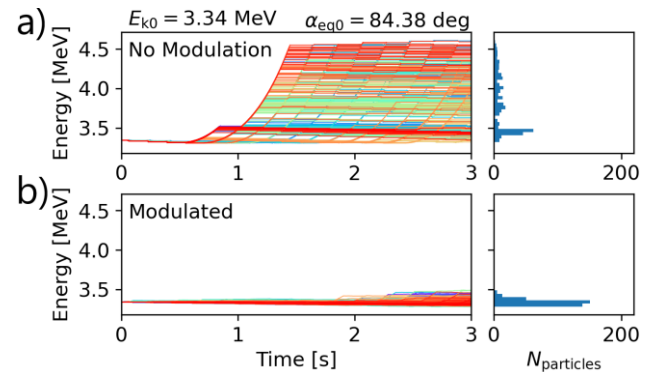 a)
E_k0 = 3.34 MeV α_eq0 = 84.38 deg
No Modulation
Energy [MeV]
4.5
4.0
3.5
0 1 2 3
0 200
b)
Modulated
Energy [MeV]
4.5
3.5
0 1 2 3
0 200
Time [s]
N_particles